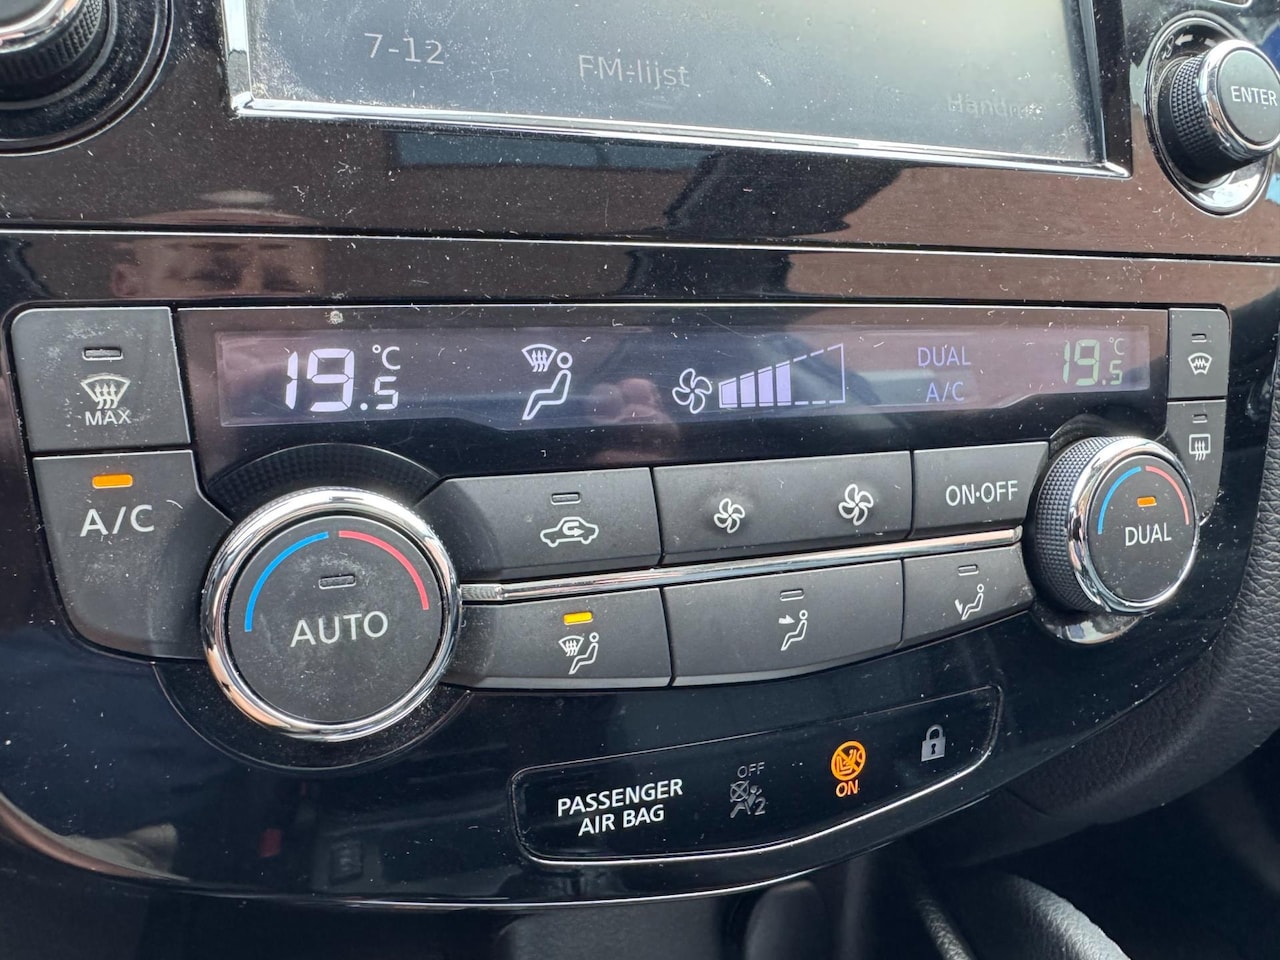 7-12
FM-lijst
ENTER
19.5 °C
DUAL
A/C
19.5 °C
MAX
A/C
AUTO
ON·OFF
DUAL
PASSENGER
AIR BAG
OFF
2
ON